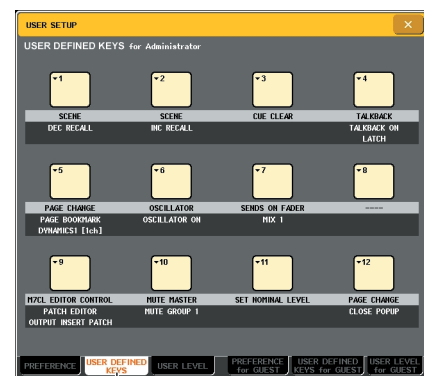 USER SETUP
USER DEFINED KEYS for Administrator
1 2 3 4
SCENE SCENE CUE CLEAR TALKBACK
DEC RECALL INC RECALL TALKBACK ON
LATCH
5 6 7 8
PAGE CHANGE OSCILLATOR SENDS ON FADER ----
PAGE BOOKMARK OSCILLATOR ON MIX 1
DYNAMICS1 [1ch]
9 10 11 12
M7CL EDITOR CONTROL MUTE MASTER SET NOMINAL LEVEL PAGE CHANGE
PATCH EDITOR MUTE GROUP 1 CLOSE POPUP
OUTPUT INSERT PATCH
PREFERENCE USER DEFINED KEYS USER LEVEL PREFERENCE for GUEST USER DEFINED KEYS for GUEST USER LEVEL for GUEST